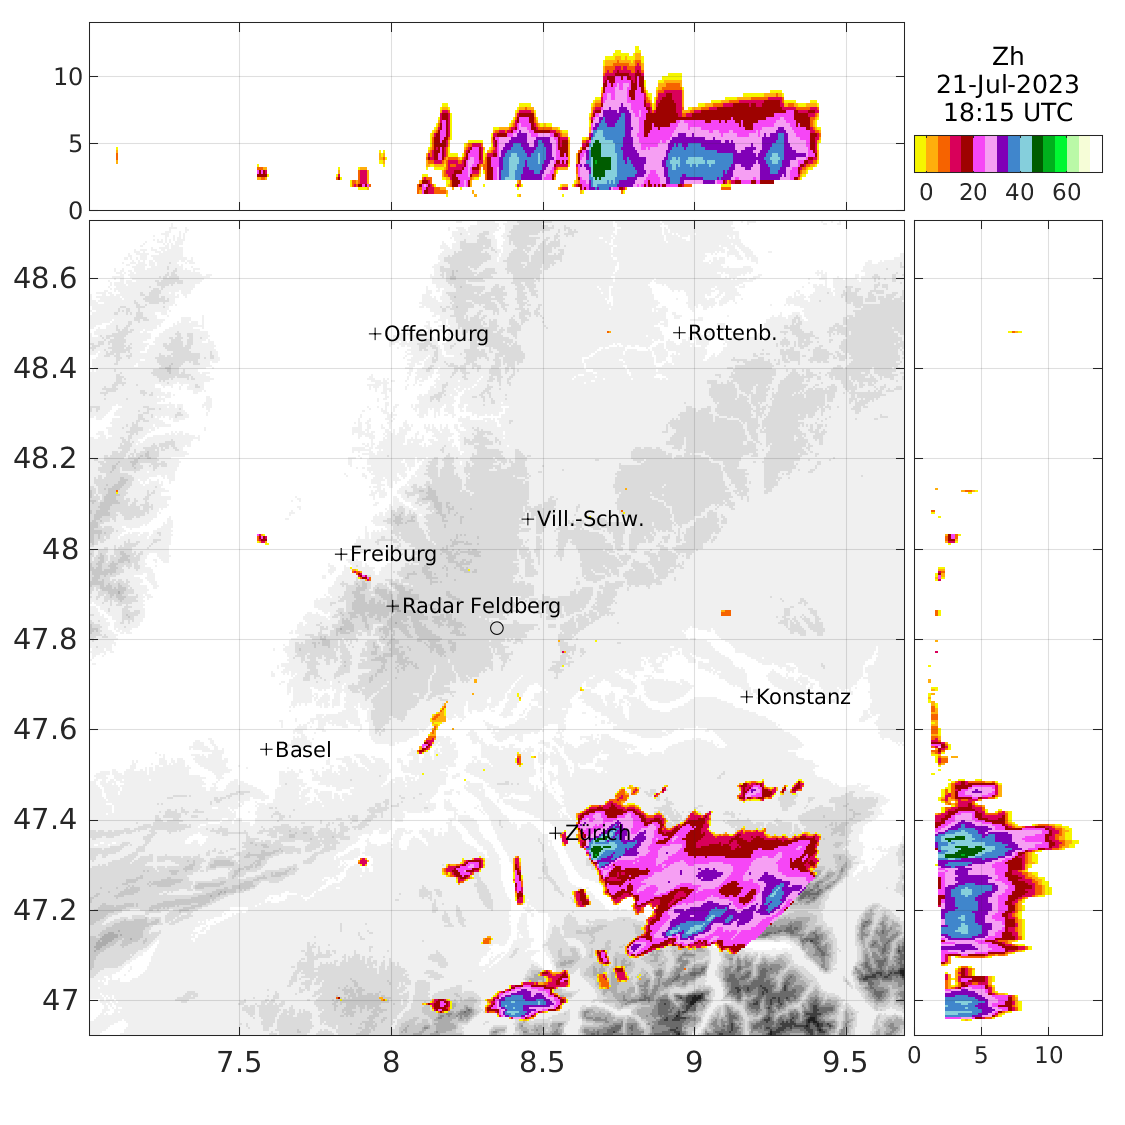 10
5
0
Zh
21-Jul-2023
18:15 UTC
0 20 40 60
48.6
48.4
48.2
48
47.8
47.6
47.4
47.2
47
Offenburg
Rottenb.
Vill.-Schw.
Freiburg
Radar Feldberg
Konstanz
Basel
Zürich
7.5 8 8.5 9 9.5
0 5 10